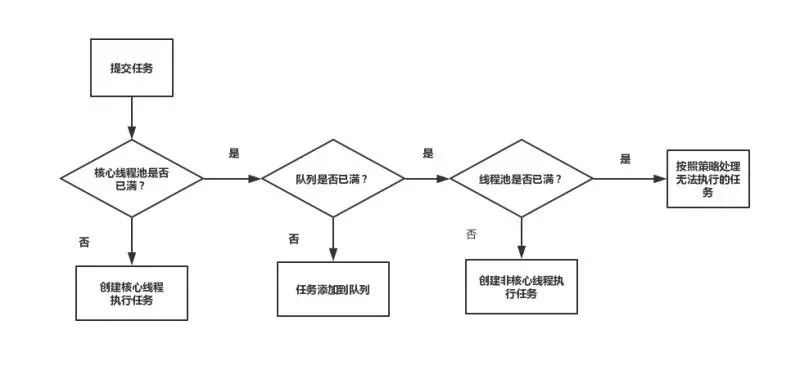 提交任务
核心线程池是否
已满？
是
队列是否已满？
是
线程池是否已满？
是
按照策略处理
无法执行的任
务
否
否
否
创建核心线程
执行任务
任务添加到队列
创建非核心线程执
行任务